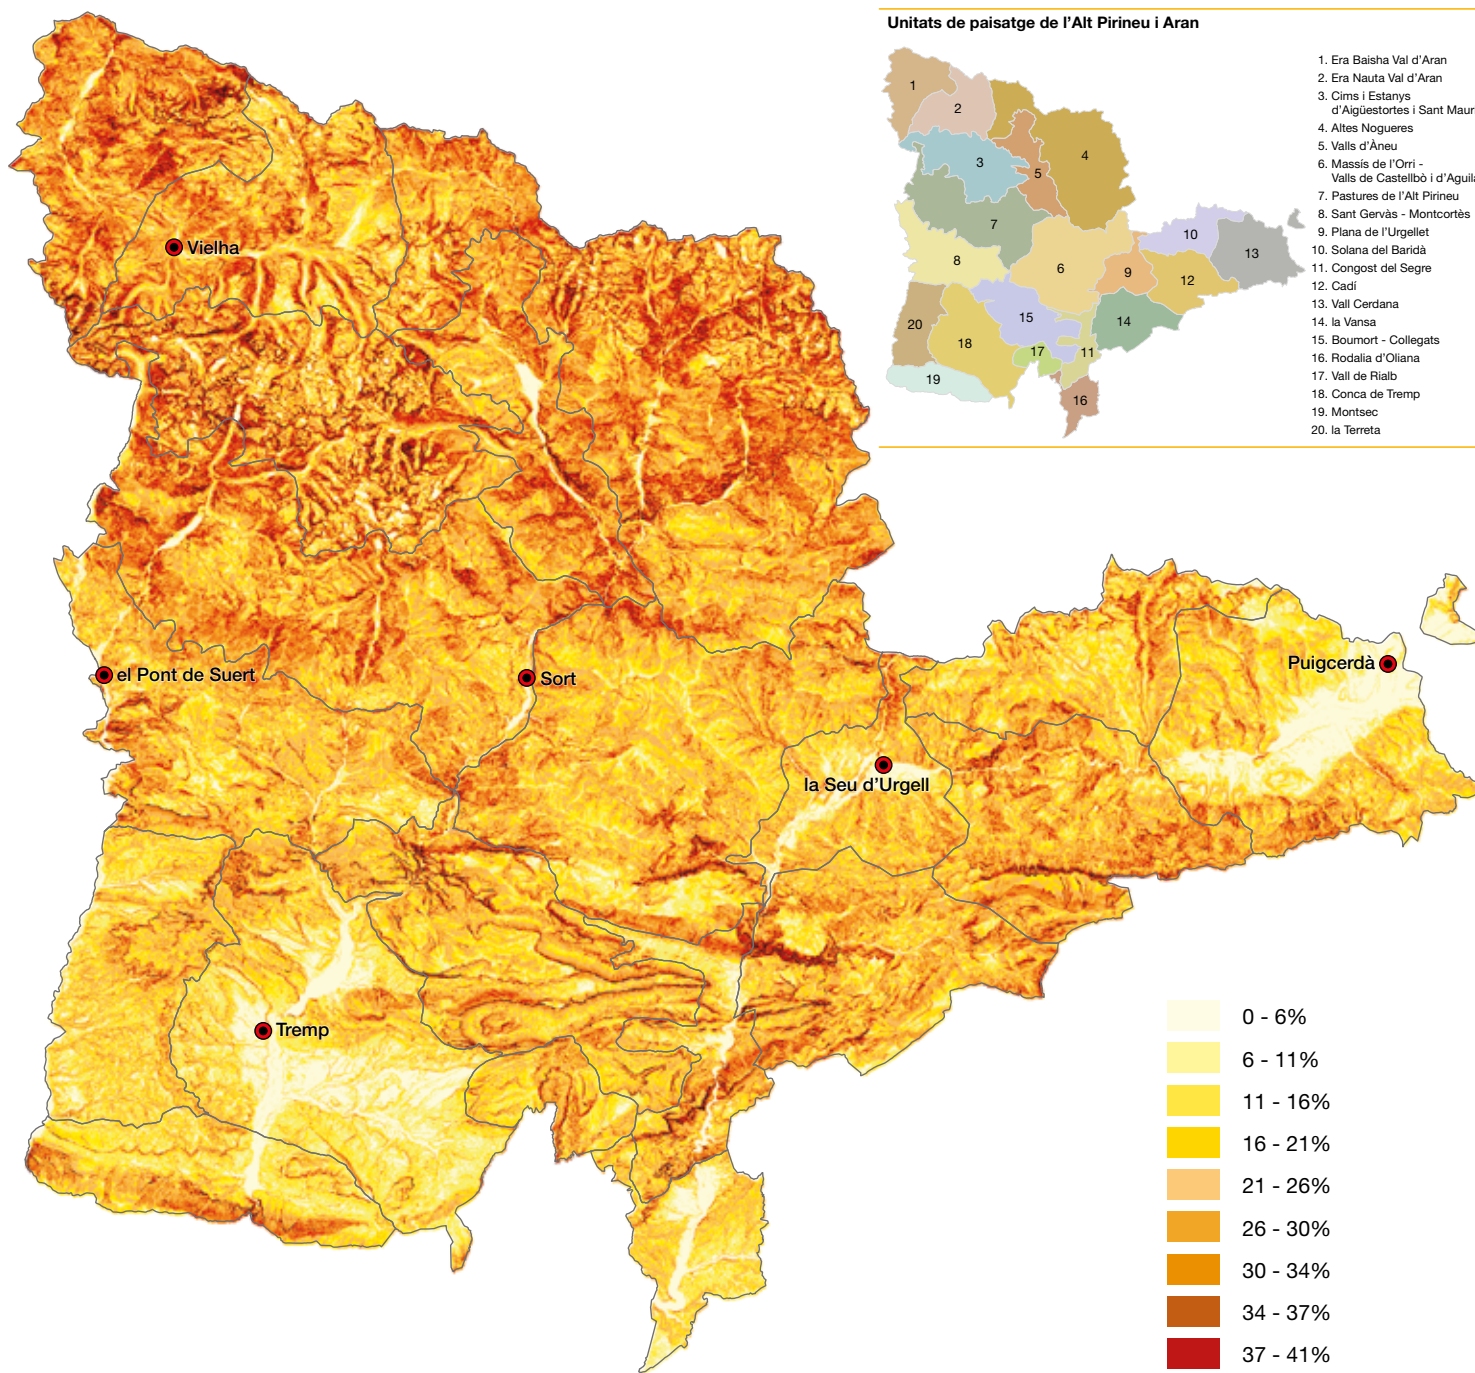 Unitats de paisatge de l'Alt Pirineu i Aran
1
2
3
4
5
6
7
8
9
10
11
12
13
14
15
16
17
18
19
20
1. Era Baisha Val d'Aran
2. Era Nauta Val d'Aran
3. Cims i Estanys
d'Aigüestortes i Sant
4. Altes Nogueres
5. Valls d'Àneu
6. Massís de l'Orri -
Valls de Castellbò i
7. Pastures de l'Alt Pirineu
8. Sant Gervàs - Montcortès
9. Plana de l'Urgellet
10. Solana del Baridà
11. Congost del Segre
12. Cadí
13. Vall Cerdana
14. la Vansa
15. Boumort - Collegats
16. Rodalia d'Oliana
17. Vall de Rialb
18. Conca de Tremp
19. Montsec
20. la Terreta
Vielha
el Pont de Suert
Sort
Puigcerdà
la Seu d'Urgell
Tremp
0 - 6%
6 - 11%
11 - 16%
16 - 21%
21 - 26%
26 - 30%
30 - 34%
34 - 37%
37 - 41%